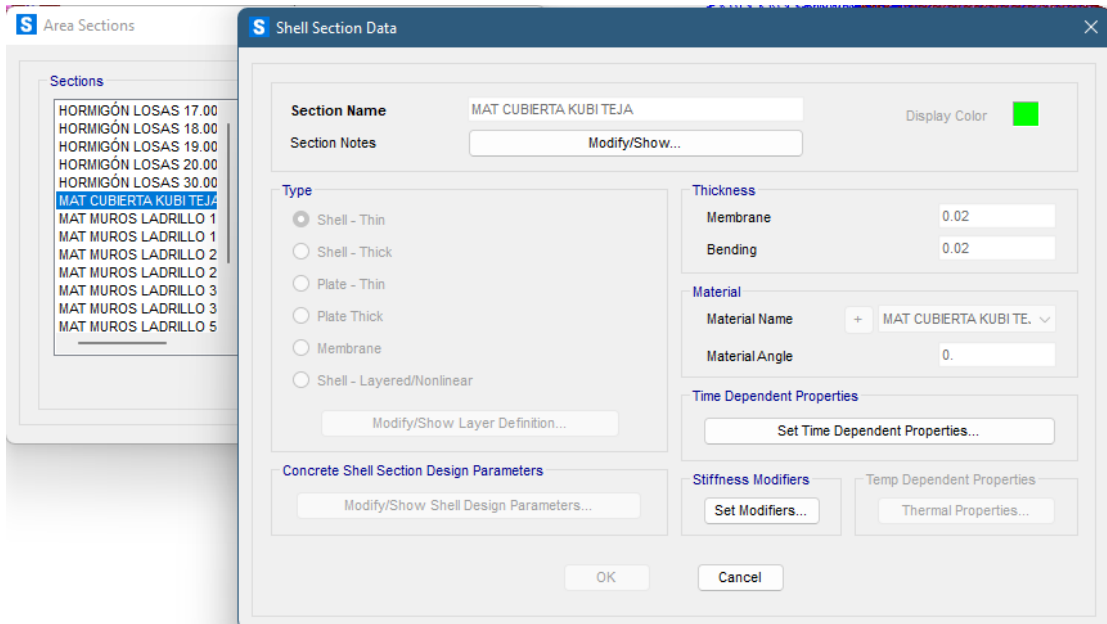 S Area Sections
Sections
HORMIGÓN LOSAS 17.00
HORMIGÓN LOSAS 18.00
HORMIGÓN LOSAS 19.00
HORMIGÓN LOSAS 20.00
HORMIGÓN LOSAS 30.00
MAT CUBIERTA KUBI TEJA
MAT MUROS LADRILLO 1
MAT MUROS LADRILLO 1
MAT MUROS LADRILLO 2
MAT MUROS LADRILLO 2
MAT MUROS LADRILLO 3
MAT MUROS LADRILLO 3
MAT MUROS LADRILLO 5
S Shell Section Data
Section Name MAT CUBIERTA KUBI TEJA Display Color
Section Notes Modify/Show...
Type
Shell - Thin
Shell - Thick
Plate - Thin
Plate Thick
Membrane
Shell - Layered/Nonlinear
Modify/Show Layer Definition...
Concrete Shell Section Design Parameters
Modify/Show Shell Design Parameters...
Thickness
Membrane 0.02
Bending 0.02
Material
Material Name + MAT CUBIERTA KUBI TE.
Material Angle 0.
Time Dependent Properties
Set Time Dependent Properties...
Stiffness Modifiers
Set Modifiers...
Temp Dependent Properties
Thermal Properties...
OK Cancel